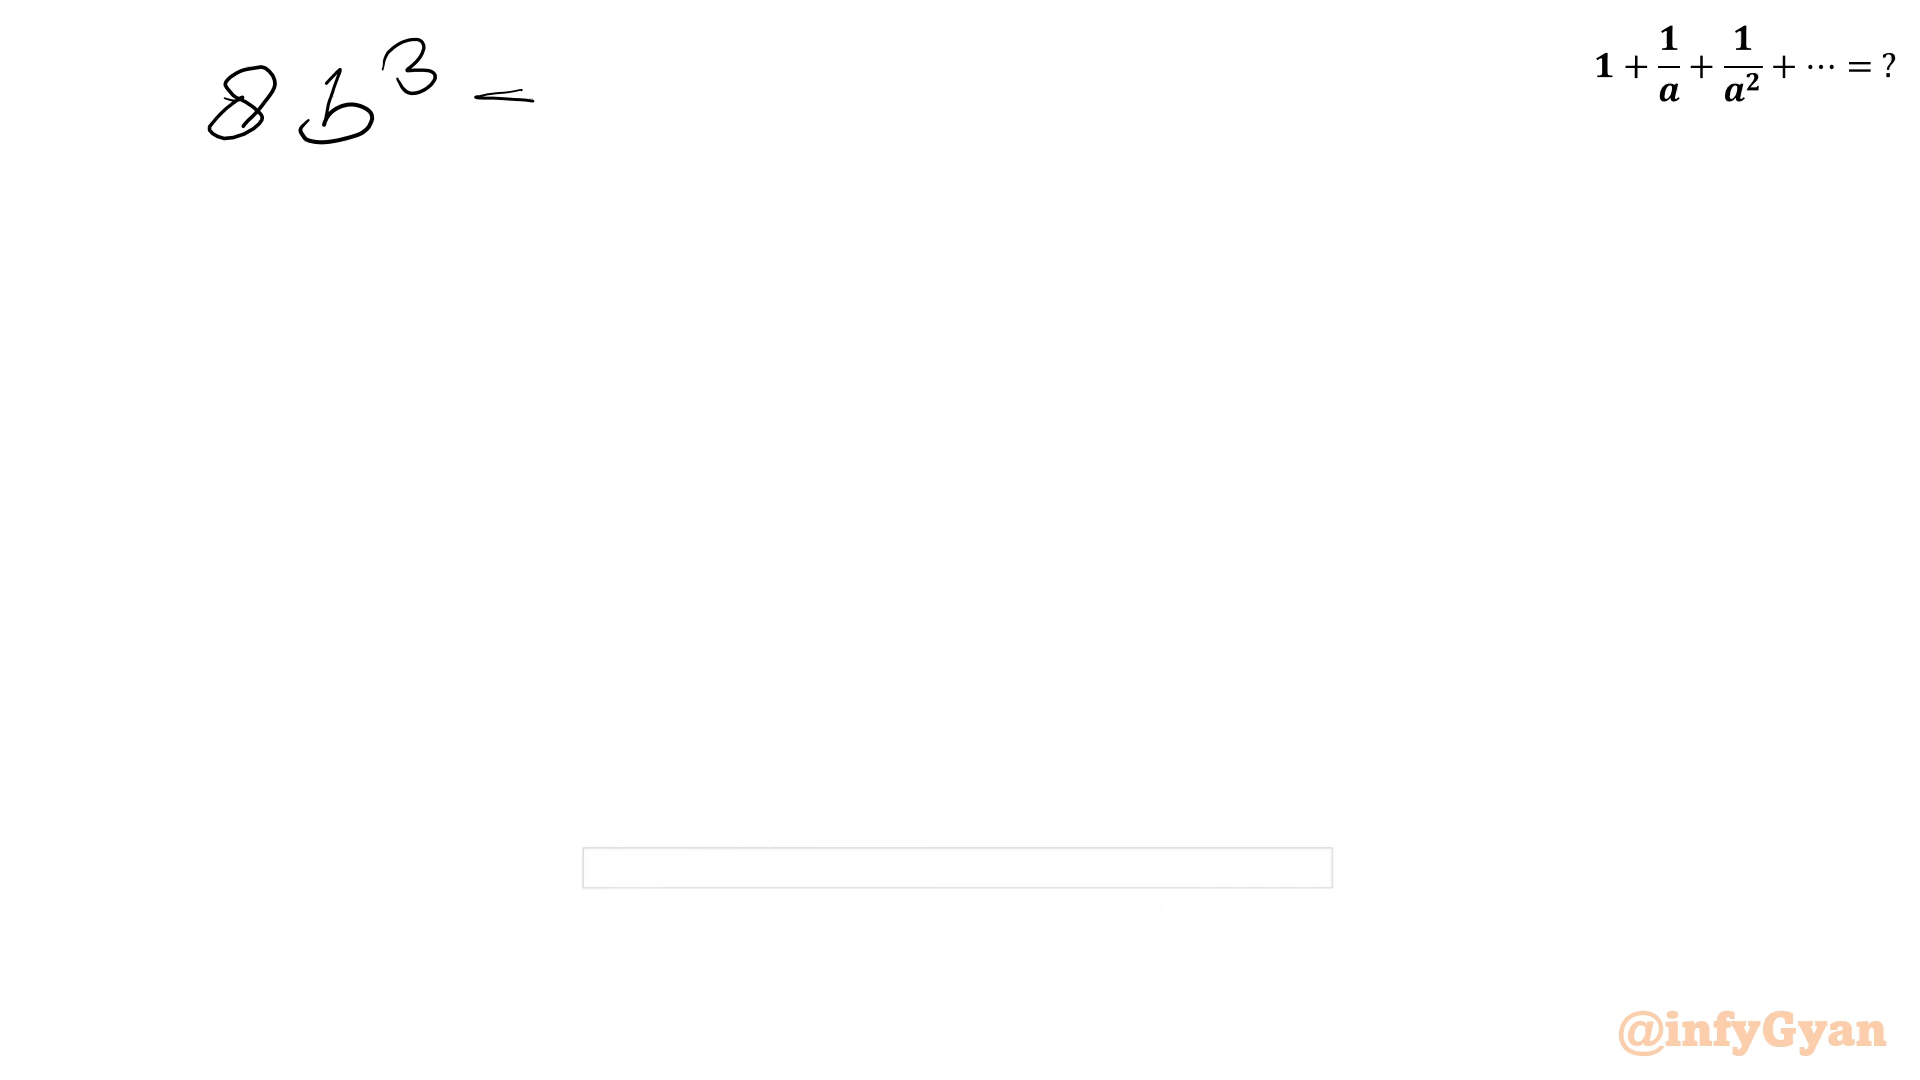 8b³ =
1 + 1/a + 1/a² + ⋯ = ?
@infyGyan